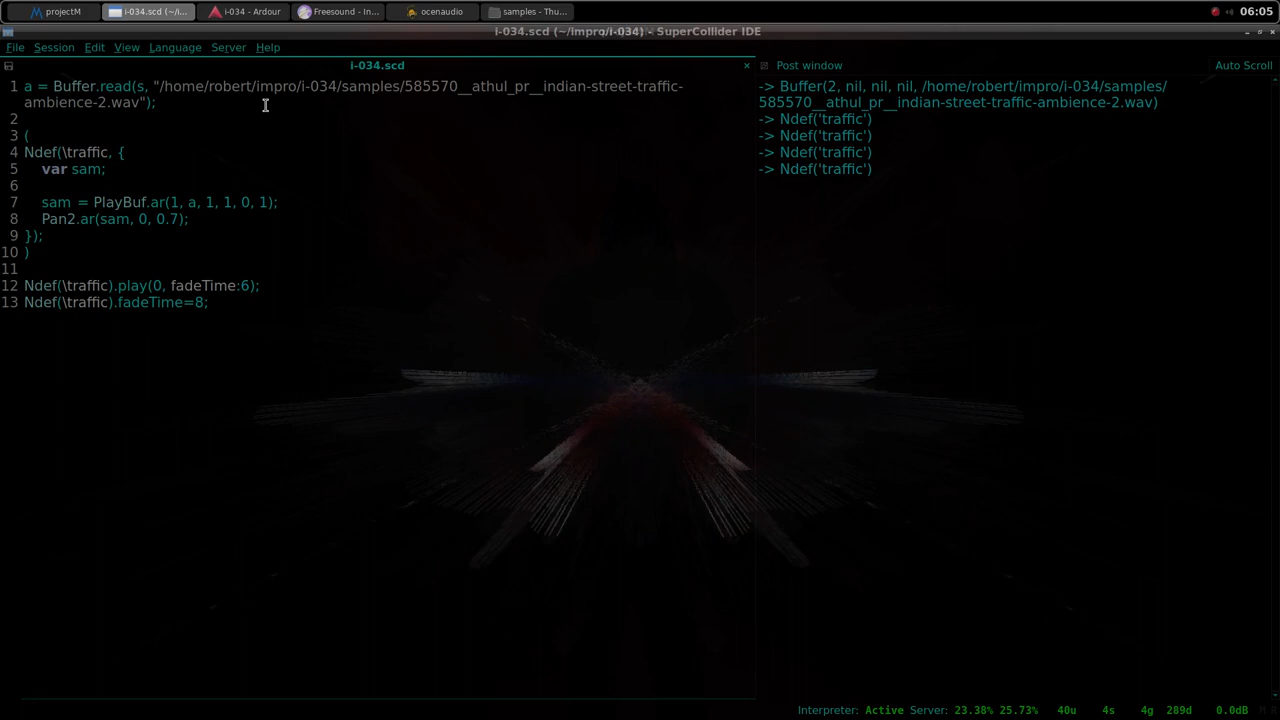 projectM
i-034.scd (~/i...
i-034 - Ardour
Freesound - In...
ocenaudio
samples - Thu...
06:05
i-034.scd (~/impro/i-034) - SuperCollider IDE
File Session Edit View Language Server Help
i-034.scd
Post window
Auto Scroll
1 a = Buffer.read(s, "/home/robert/impro/i-034/samples/585570__athul_pr__indian-street-traffic-
ambience-2.wav");
2
3 (
4 Ndef(\traffic, {
5 var sam;
6
7 sam = PlayBuf.ar(1, a, 1, 1, 0, 1);
8 Pan2.ar(sam, 0, 0.7);
9 });
10 )
11
12 Ndef(\traffic).play(0, fadeTime:6);
13 Ndef(\traffic).fadeTime=8;
-> Buffer(2, nil, nil, nil, /home/robert/impro/i-034/samples/
585570__athul_pr__indian-street-traffic-ambience-2.wav)
-> Ndef('traffic')
-> Ndef('traffic')
-> Ndef('traffic')
-> Ndef('traffic')
Interpreter: Active Server: 23.38% 25.73% 40u 4s 4g 289d 0.0dB